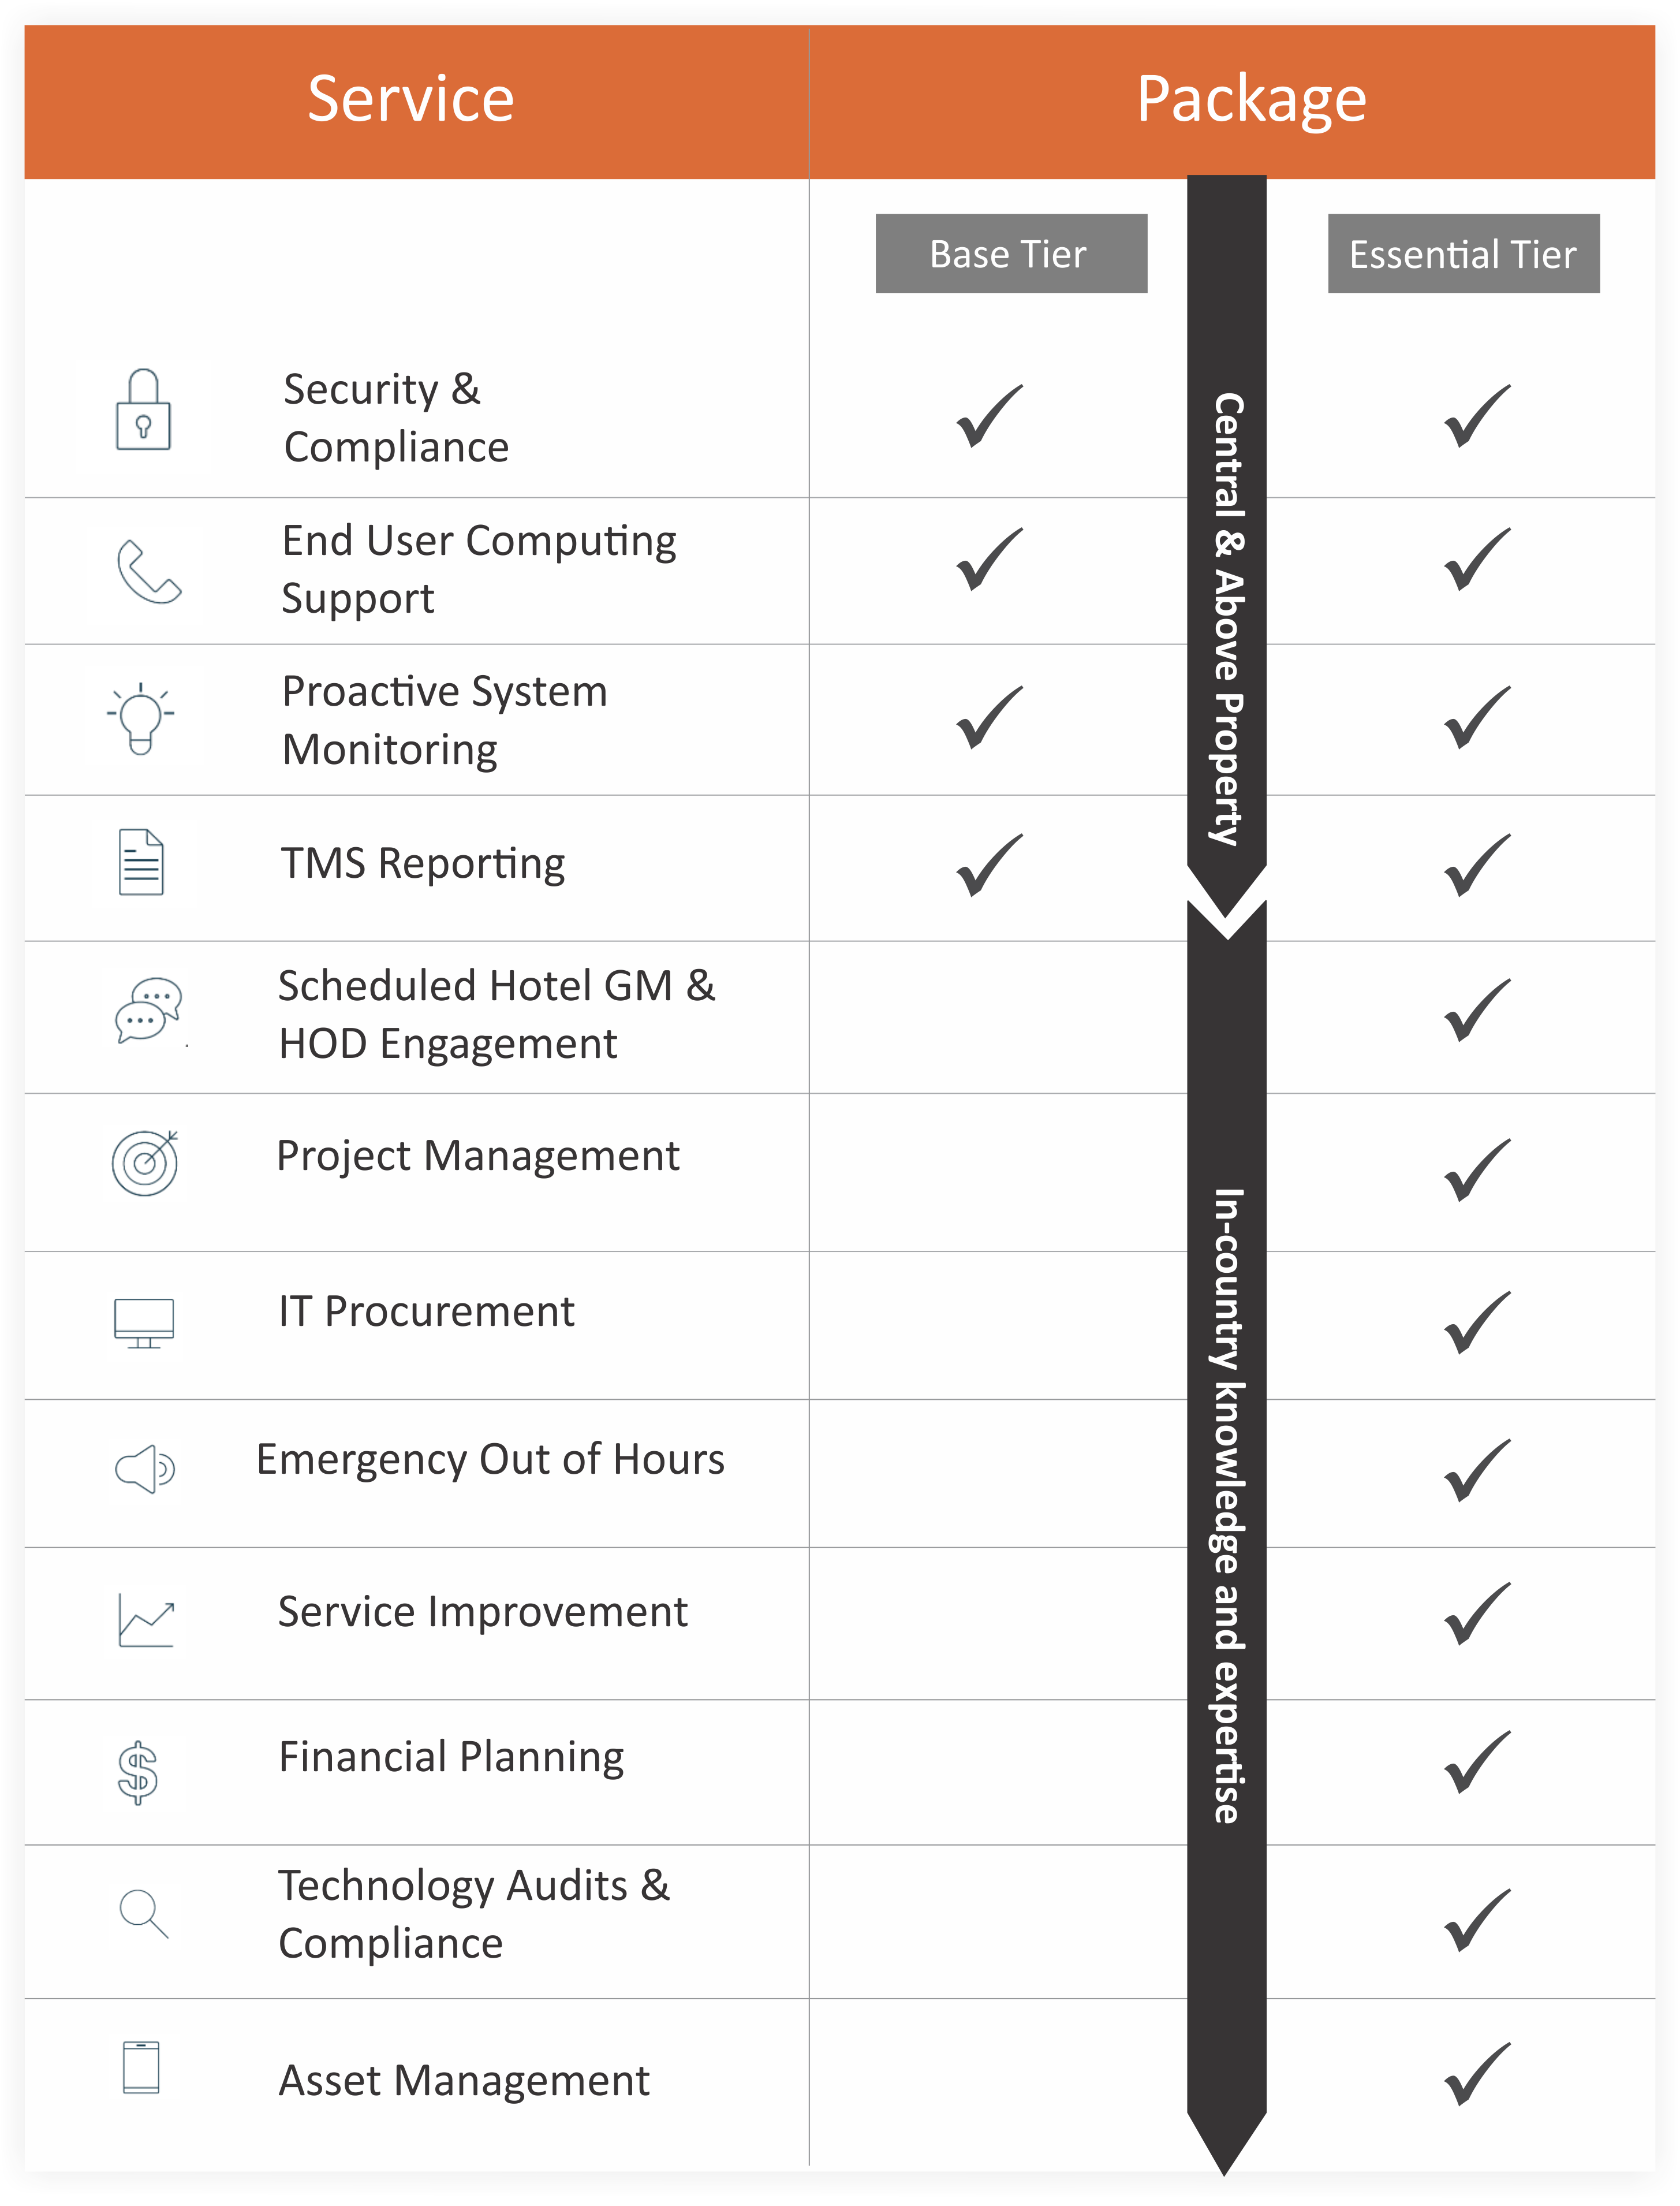 Service
Package
Base Tier
Essential Tier
Security &
Compliance
End User Computing
Support
Proactive System
Monitoring
TMS Reporting
Central & Above Property
Scheduled Hotel GM &
HOD Engagement
Project Management
IT Procurement
Emergency Out of Hours
Service Improvement
Financial Planning
Technology Audits &
Compliance
Asset Management
In-country knowledge and expertise